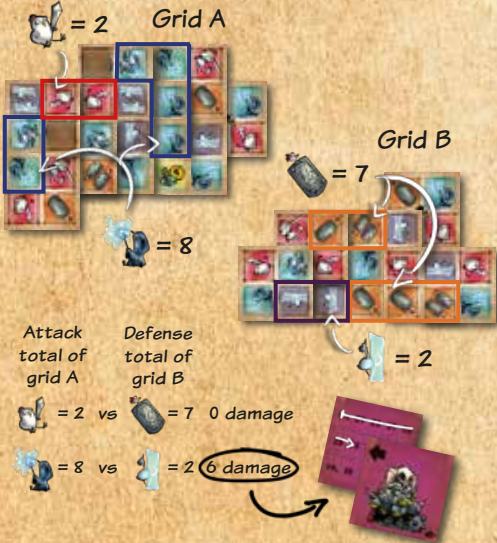 = 2
Grid A
Grid B
= 7
= 8
= 2
Attack
total of
grid A
Defense
total of
grid B
= 2 vs = 7 0 damage
= 8 vs = 2 6 damage